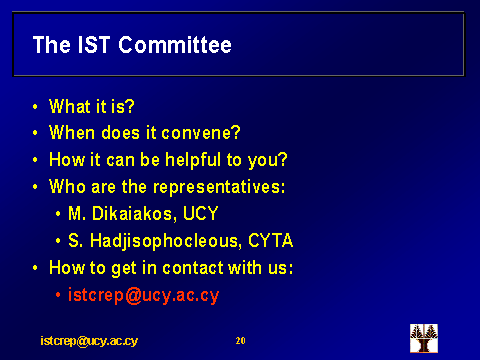 The IST Committee
• What it is?
• When does it convene?
• How it can be helpful to you?
• Who are the representatives:
• M. Dikaiakos, UCY
• S. Hadjisophocleous, CYTA
• How to get in contact with us:
• istcrep@ucy.ac.cy
istcrep@ucy.ac.cy 20